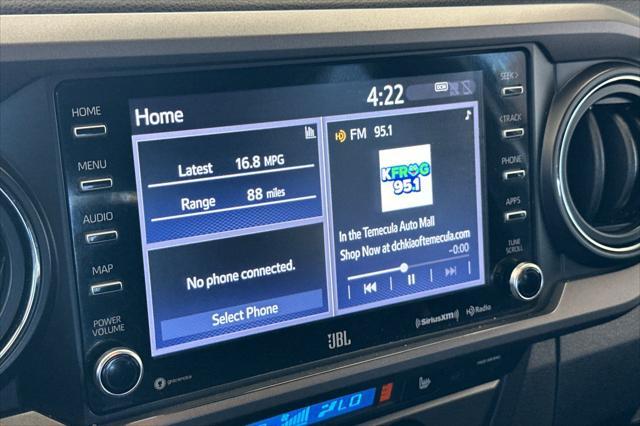 HOME
MENU
AUDIO
MAP
POWER
VOLUME
Home
4:22
DCM
Latest 16.8 MPG
Range 88 miles
No phone connected.
Select Phone
FM 95.1
KFROG
95.1
In the Temecula Auto Mall
Shop Now at dchkiaoftemecula.com
-0:00
SEEK>
<TRACK
PHONE
APPS
TUNE
SCROLL
gracenote
JBL
SiriusXM
HD Radio
LO